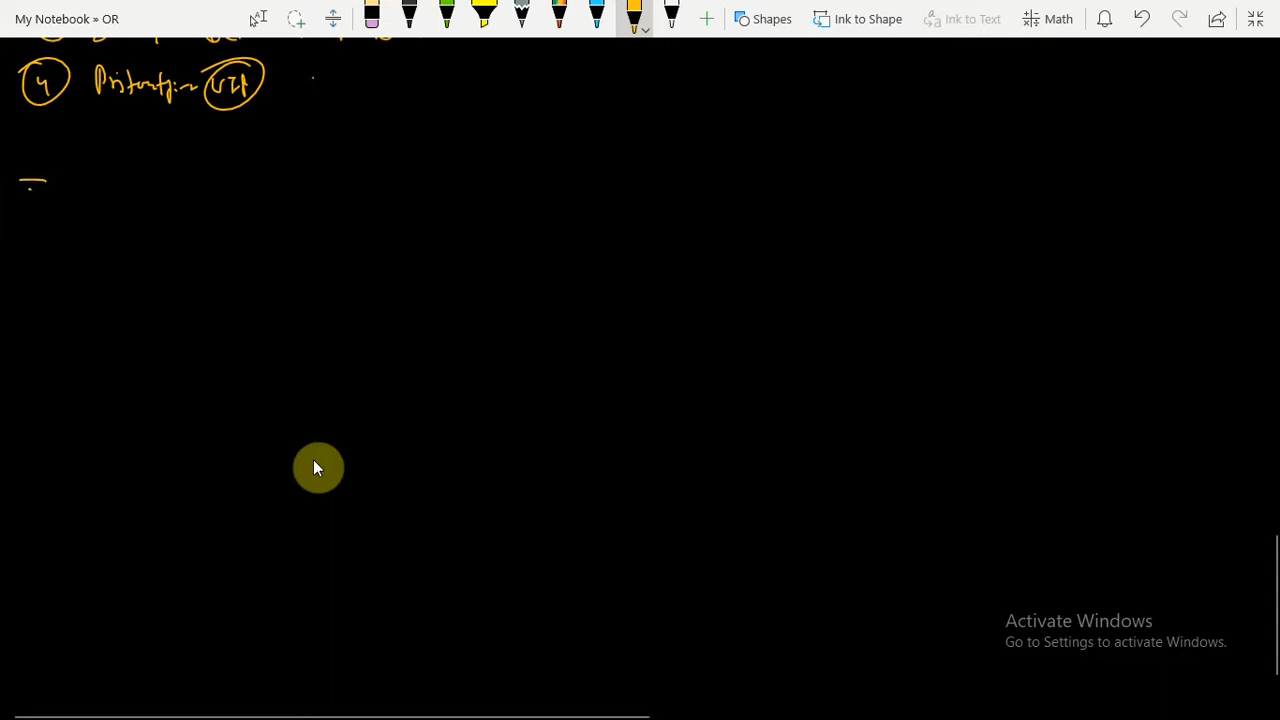 My Notebook » OR
Shapes
Ink to Shape
Ink to Text
Math
4 VIP
Activate Windows
Go to Settings to activate Windows.